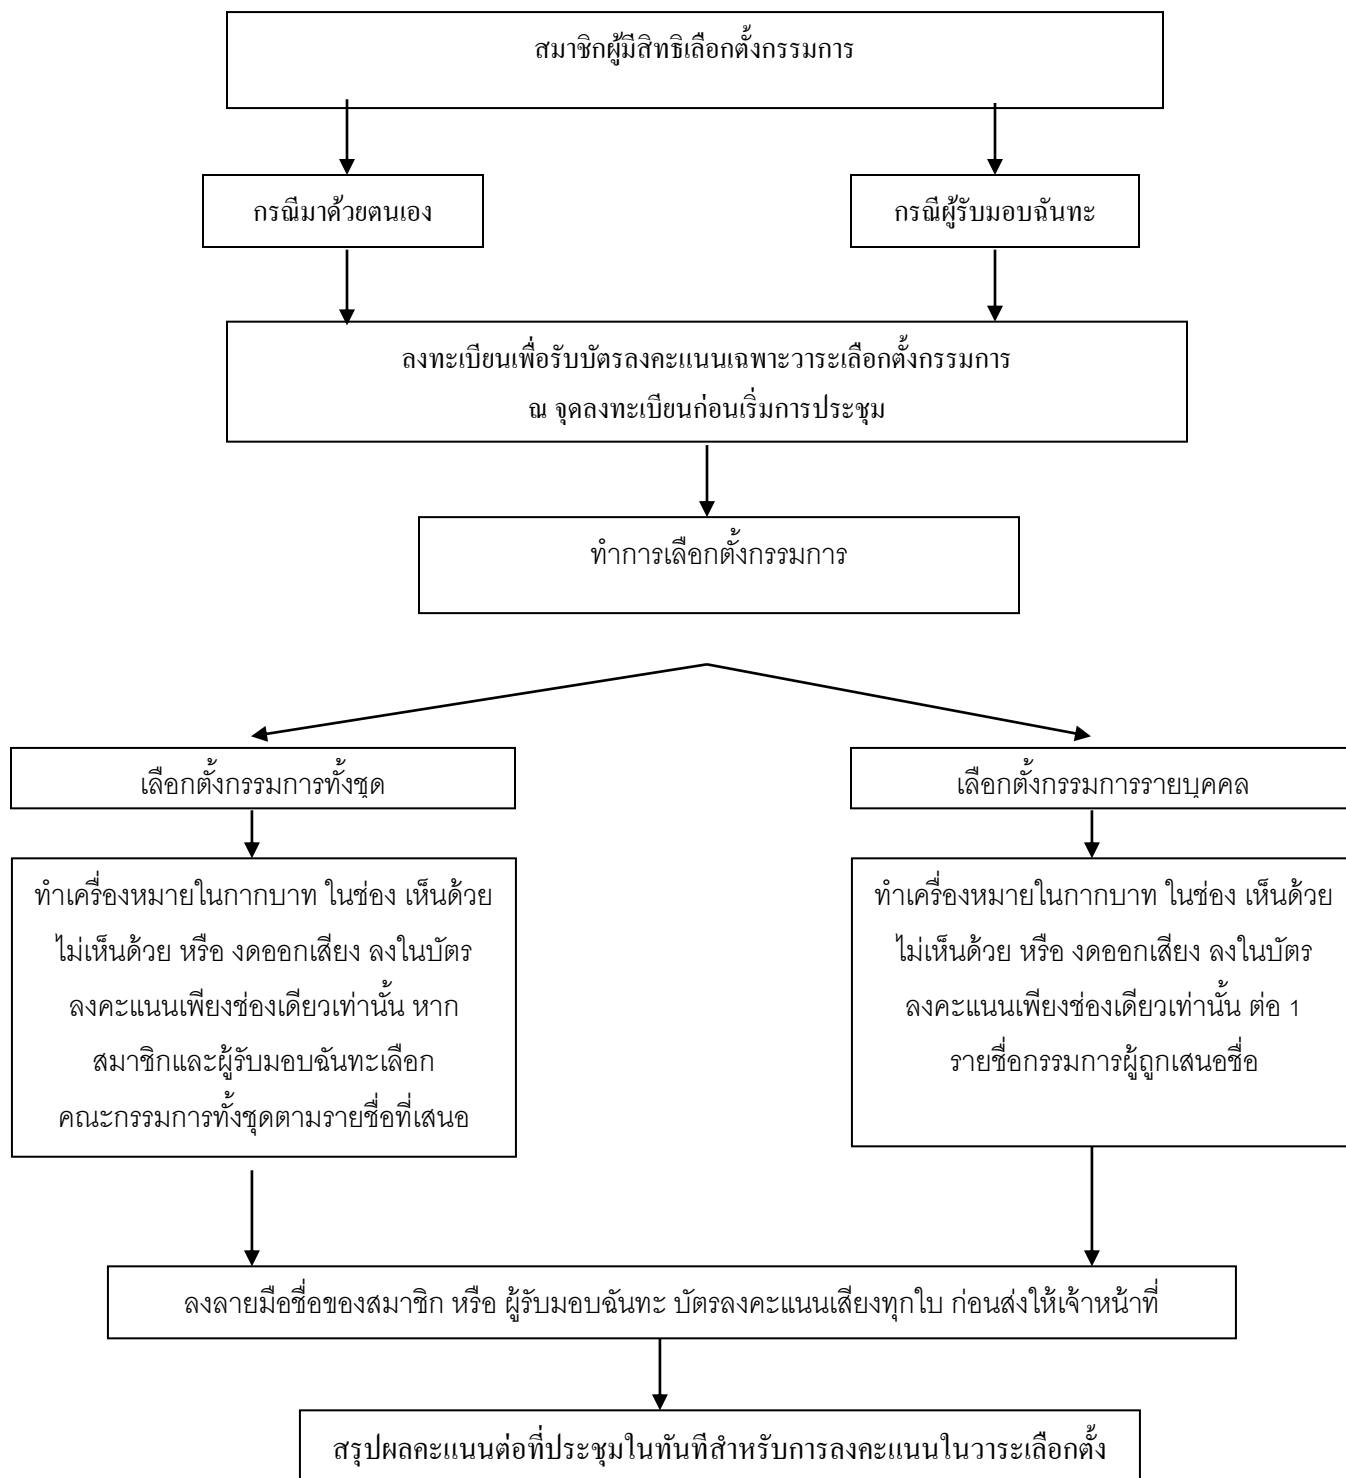 สมาชิกผู้มีสิทธิเลือกตั้งกรรมการ
กรณีมาด้วยตนเอง
กรณีผู้รับมอบฉันทะ
ลงทะเบียนเพื่อรับบัตรลงคะแนนเฉพาะวาระเลือกตั้งกรรมการ
ณ จุดลงทะเบียนก่อนเริ่มการประชุม
ทำการเลือกตั้งกรรมการ
เลือกตั้งกรรมการทั้งชุด
เลือกตั้งกรรมการรายบุคคล
ทำเครื่องหมายในกากบาท ในช่อง เห็นด้วย
ไม่เห็นด้วย หรือ งดออกเสียง ลงในบัตร
ลงคะแนนเพียงช่องเดียวเท่านั้น หาก
สมาชิกและผู้รับมอบฉันทะเลือก
คณะกรรมการทั้งชุดตามรายชื่อที่เสนอ
ทำเครื่องหมายในกากบาท ในช่อง เห็นด้วย
ไม่เห็นด้วย หรือ งดออกเสียง ลงในบัตร
ลงคะแนนเพียงช่องเดียวเท่านั้น ต่อ 1
รายชื่อกรรมการผู้ถูกเสนอชื่อ
ลงลายมือชื่อของสมาชิก หรือ ผู้รับมอบฉันทะ บัตรลงคะแนนเสียงทุกใบ ก่อนส่งให้เจ้าหน้าที่
สรุปผลคะแนนต่อที่ประชุมในทันทีสำหรับการลงคะแนนในวาระเลือกตั้ง